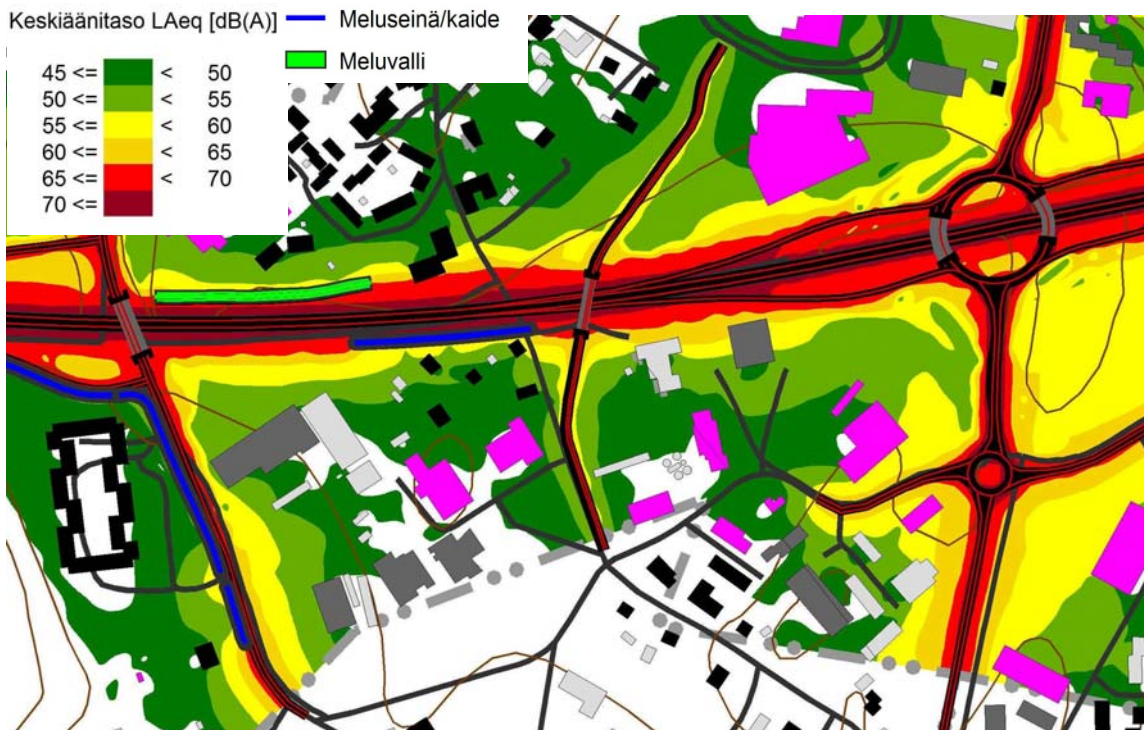 Keskiäänitaso LAeq [dB(A)]
45 <= < 50
50 <= < 55
55 <= < 60
60 <= < 65
65 <= < 70
70 <=
Meluseinä/kaide
Meluvalli